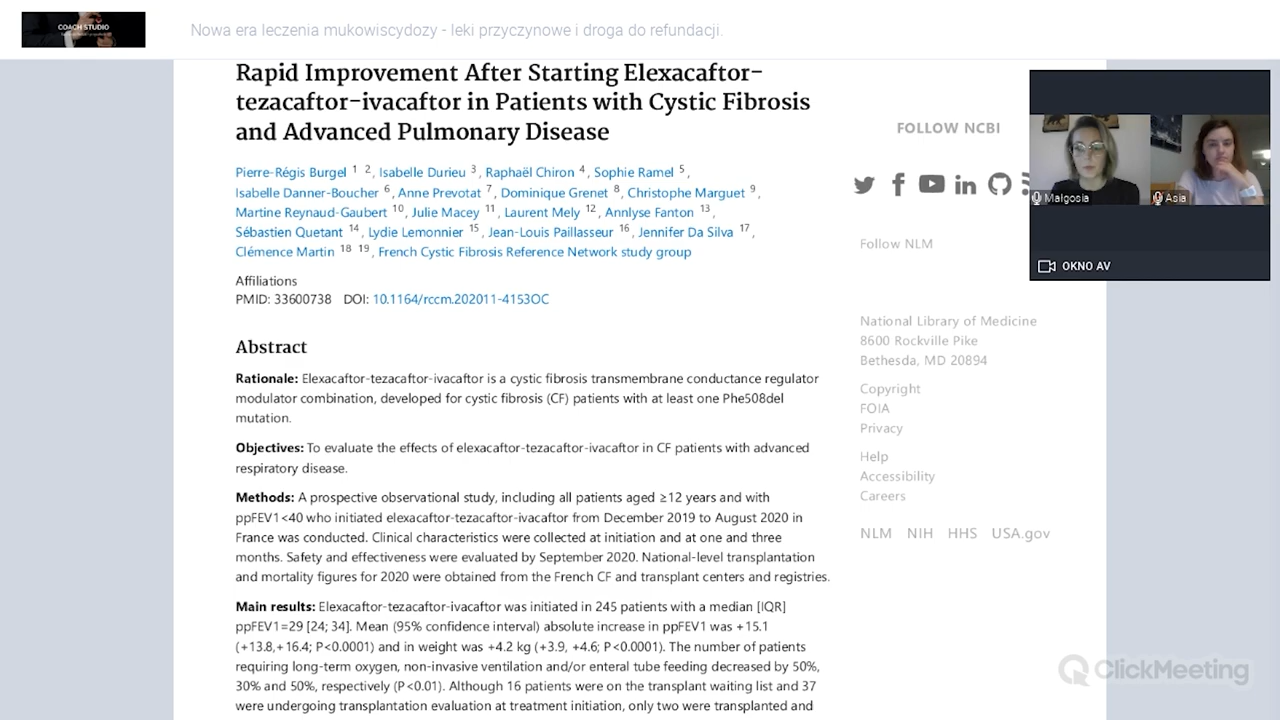 COACH STUDIO
Nowa era leczenia mukowiscydozy - leki przyczynowe i droga do refundacji.
Rapid Improvement After Starting Elexacaftor-
tezacaftor-ivacaftor in Patients with Cystic Fibrosis
and Advanced Pulmonary Disease
Pierre-Régis Burgel 1 2, Isabelle Durieu 3, Raphaël Chiron 4, Sophie Ramel 5,
Isabelle Danner-Boucher 6, Anne Prevotat 7, Dominique Grenet 8, Christophe Marguet 9,
Martine Reynaud-Gaubert 10, Julie Macey 11, Laurent Mely 12, Annlyse Fanton 13,
Sébastien Quetant 14, Lydie Lemonnier 15, Jean-Louis Paillasseur 16, Jennifer Da Silva 17,
Clémence Martin 18 19, French Cystic Fibrosis Reference Network study group
Affiliations
PMID: 33600738 DOI: 10.1164/rccm.202011-4153OC
Abstract
Rationale: Elexacaftor-tezacaftor-ivacaftor is a cystic fibrosis transmembrane conductance regulator
modulator combination, developed for cystic fibrosis (CF) patients with at least one Phe508del
mutation.
Objectives: To evaluate the effects of elexacaftor-tezacaftor-ivacaftor in CF patients with advanced
respiratory disease.
Methods: A prospective observational study, including all patients aged ≥12 years and with
ppFEV1<40 who initiated elexacaftor-tezacaftor-ivacaftor from December 2019 to August 2020 in
France was conducted. Clinical characteristics were collected at initiation and at one and three
months. Safety and effectiveness were evaluated by September 2020. National-level transplantation
and mortality figures for 2020 were obtained from the French CF and transplant centers and registries.
Main results: Elexacaftor-tezacaftor-ivacaftor was initiated in 245 patients with a median [IQR]
ppFEV1=29 [24; 34]. Mean (95% confidence interval) absolute increase in ppFEV1 was +15.1
(+13.8,+16.4; P<0.0001) and in weight was +4.2 kg (+3.9, +4.6; P<0.0001). The number of patients
requiring long-term oxygen, non-invasive ventilation and/or enteral tube feeding decreased by 50%,
30% and 50%, respectively (P<0.01). Although 16 patients were on the transplant waiting list and 37
were undergoing transplantation evaluation at treatment initiation, only two were transplanted and
FOLLOW NCBI
Follow NLM
National Library of Medicine
8600 Rockville Pike
Bethesda, MD 20894
Copyright
FOIA
Privacy
Help
Accessibility
Careers
NLM NIH HHS USA.gov
Małgosia
Asia
OKNO AV
ClickMeeting